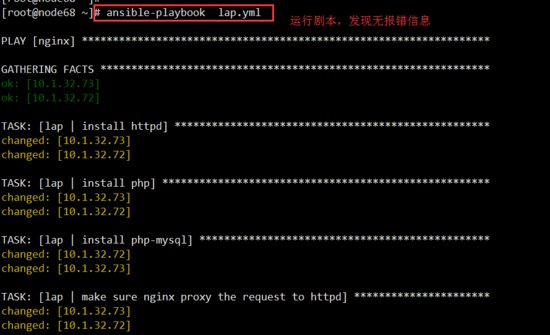 [root@node68 ~]# ansible-playbook  lap.yml
运行剧本，发现无报错信息
PLAY [nginx] **************************************************************
GATHERING FACTS ***********************************************************
ok: [10.1.32.73]
ok: [10.1.32.72]
TASK: [lap | install httpd] ***********************************************
changed: [10.1.32.73]
changed: [10.1.32.72]
TASK: [lap | install php] *************************************************
changed: [10.1.32.73]
changed: [10.1.32.72]
TASK: [lap | install php-mysql] *******************************************
changed: [10.1.32.72]
changed: [10.1.32.73]
TASK: [lap | make sure nginx proxy the request to httpd] ********************
changed: [10.1.32.73]
changed: [10.1.32.72]